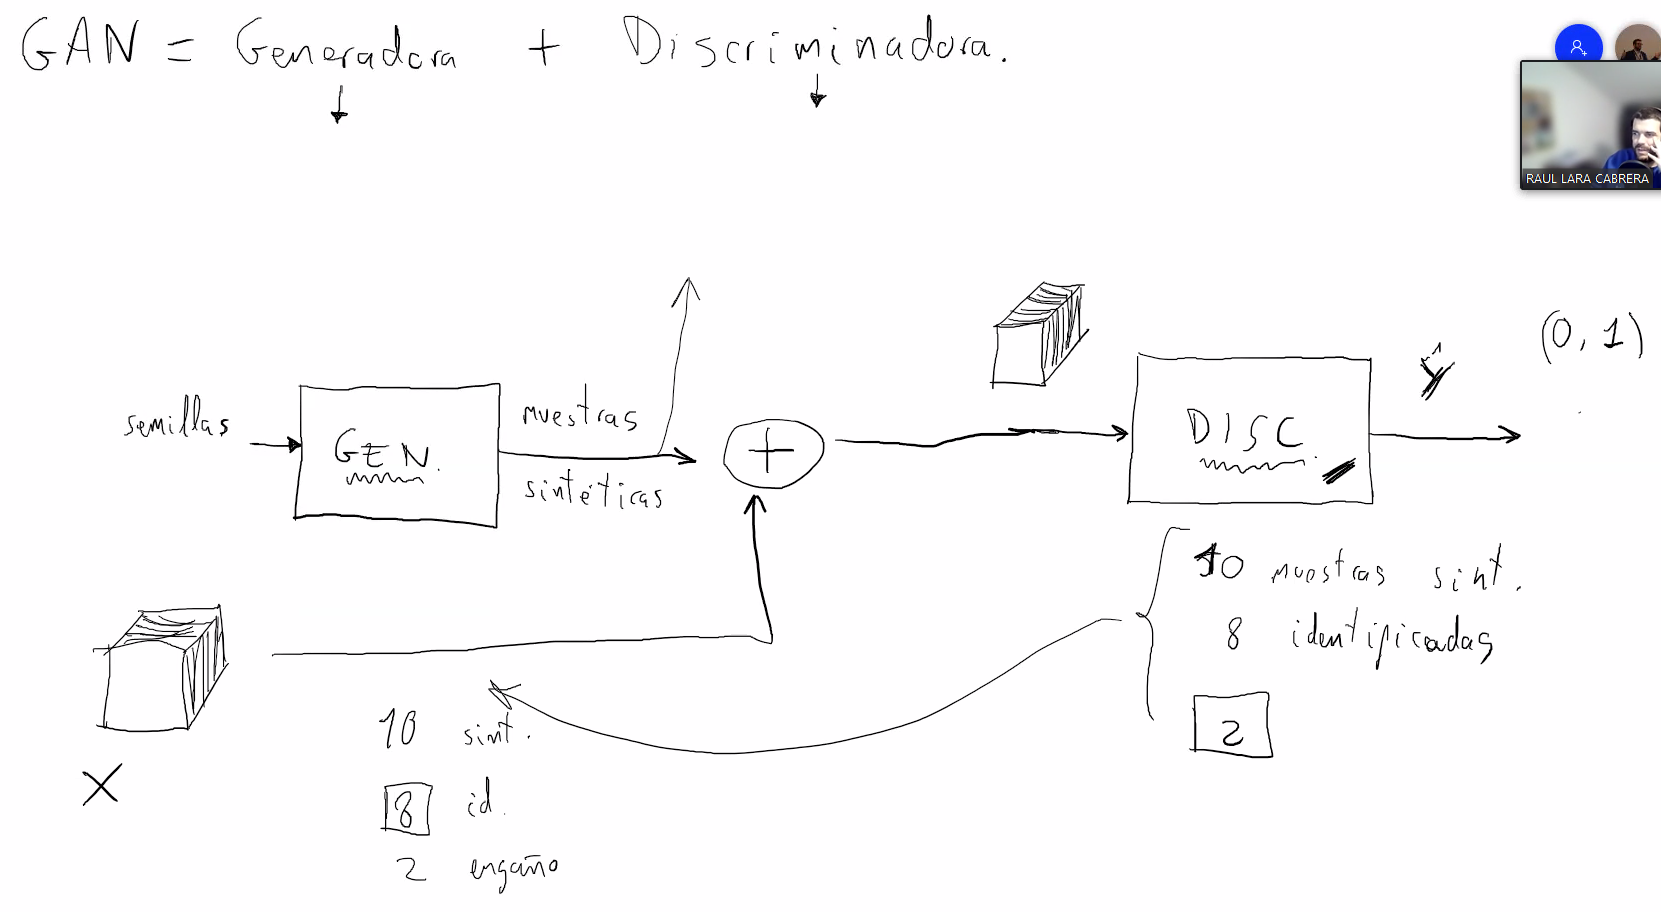 GAN = Generadora + Discriminadora.
RAUL LARA CABRERA
(0, 1)
ŷ
semillas
GEN.
muestras
sintéticas
+
DISC.
10 muestras sint.
8 identificadas
2
X
10 sint.
8 id.
2 engaño